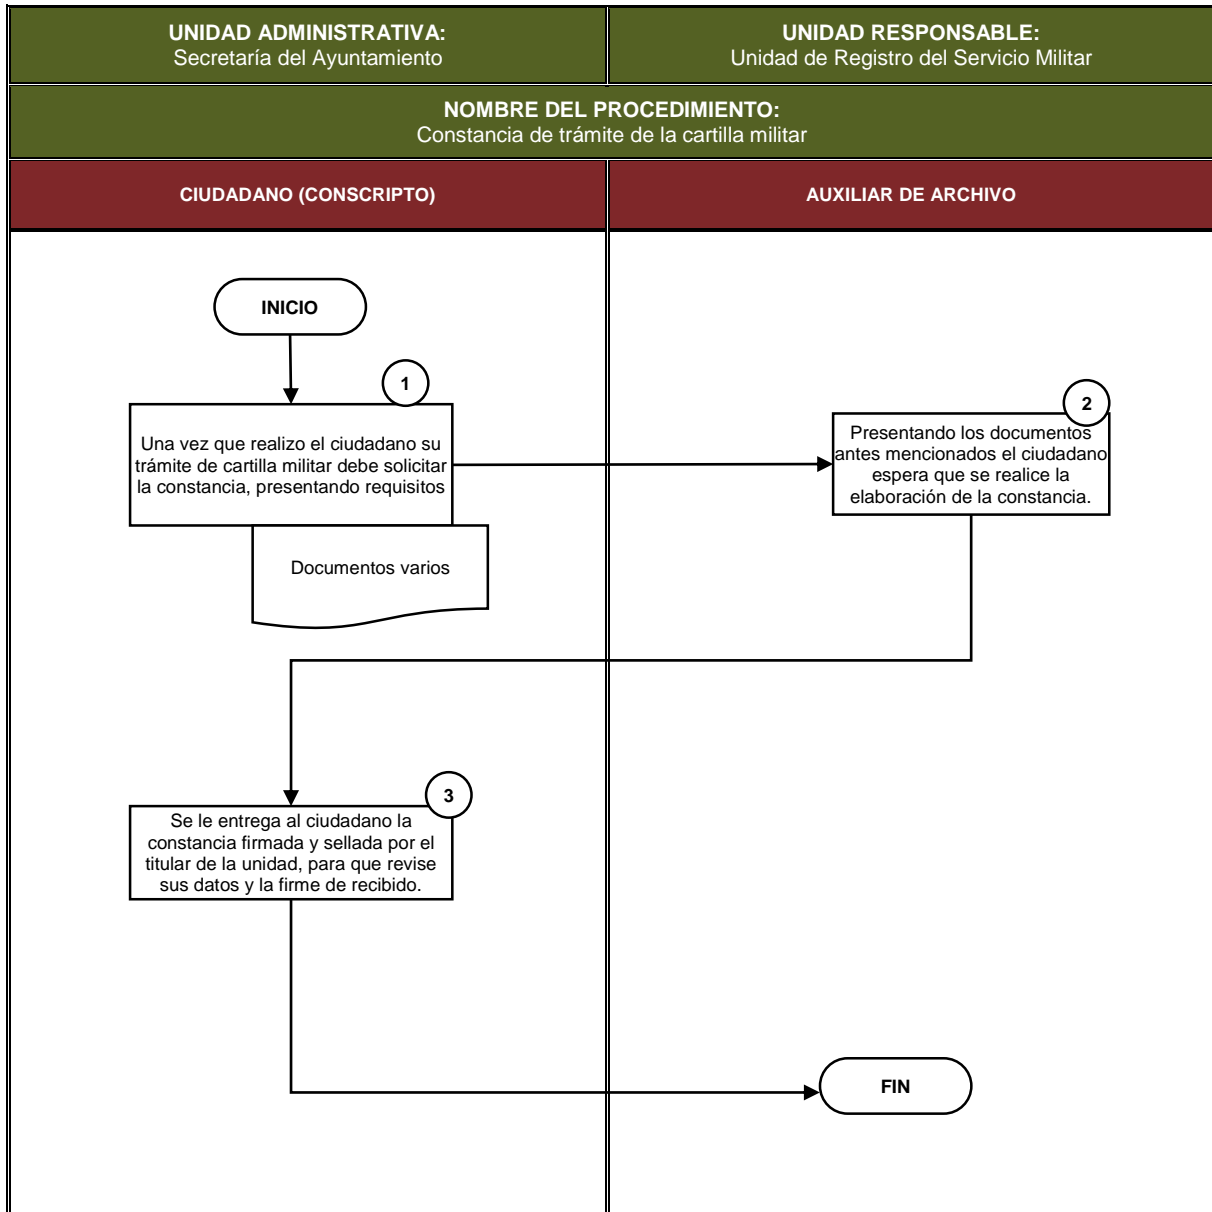 UNIDAD ADMINISTRATIVA:
Secretaría del Ayuntamiento
UNIDAD RESPONSABLE:
Unidad de Registro del Servicio Militar
NOMBRE DEL PROCEDIMIENTO:
Constancia de trámite de la cartilla militar
CIUDADANO (CONSCRIPTO)
AUXILIAR DE ARCHIVO
INICIO
1
Una vez que realizo el ciudadano su
trámite de cartilla militar debe solicitar
la constancia, presentando requisitos
Documentos varios
2
Presentando los documentos
antes mencionados el ciudadano
espera que se realice la
elaboración de la constancia.
3
Se le entrega al ciudadano la
constancia firmada y sellada por el
titular de la unidad, para que revise
sus datos y la firme de recibido.
FIN